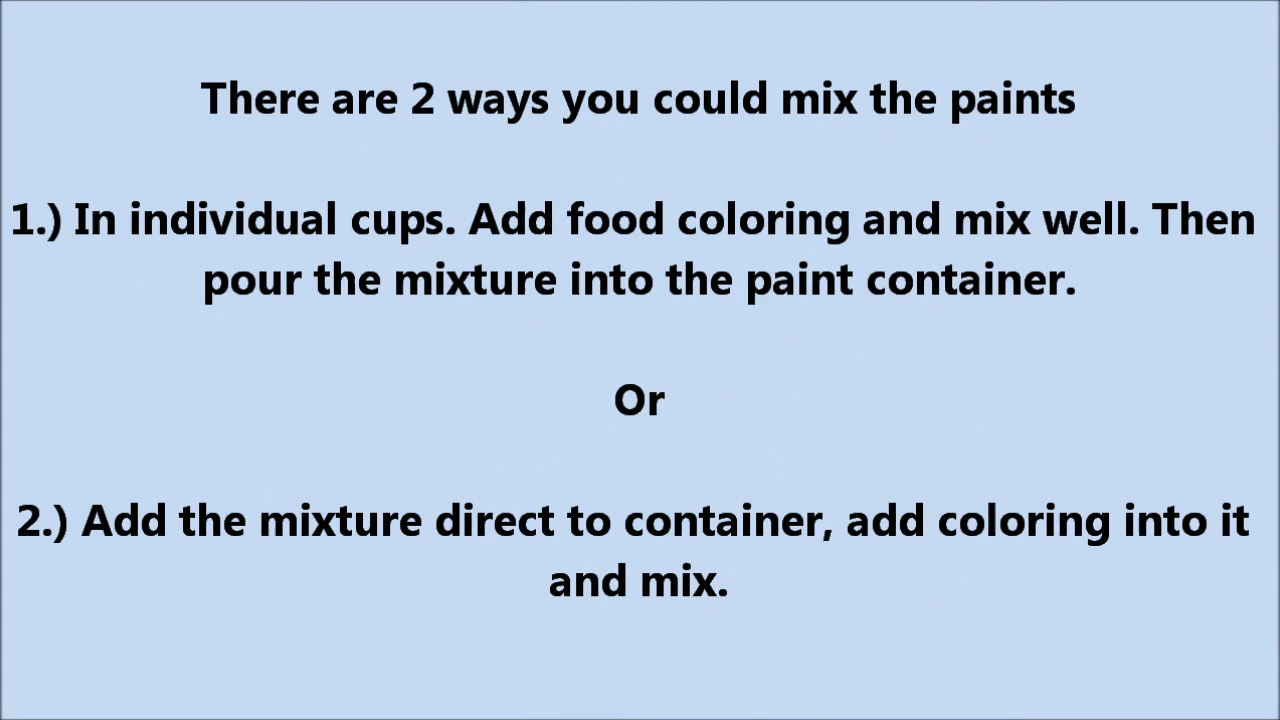 There are 2 ways you could mix the paints
1.) In individual cups. Add food coloring and mix well. Then
pour the mixture into the paint container.
Or
2.) Add the mixture direct to container, add coloring into it
and mix.